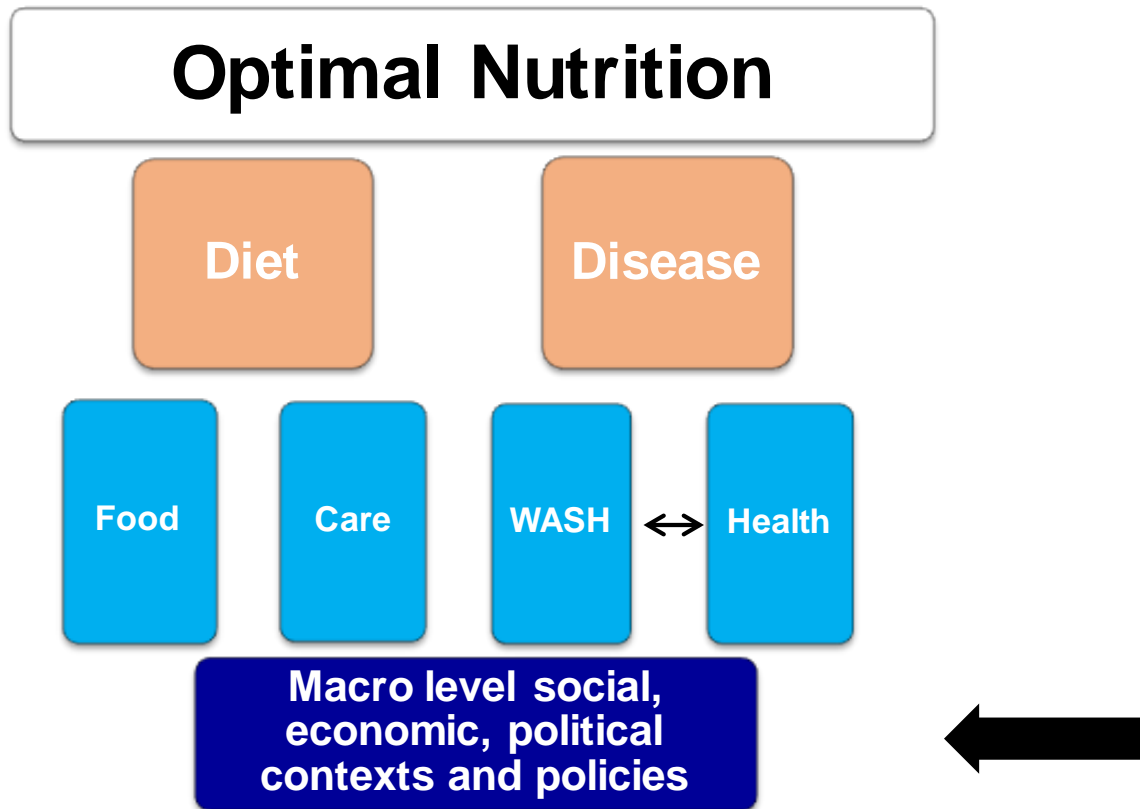 Optimal Nutrition
Diet
Disease
Food
Care
WASH
Health
Macro level social,
economic, political
contexts and policies